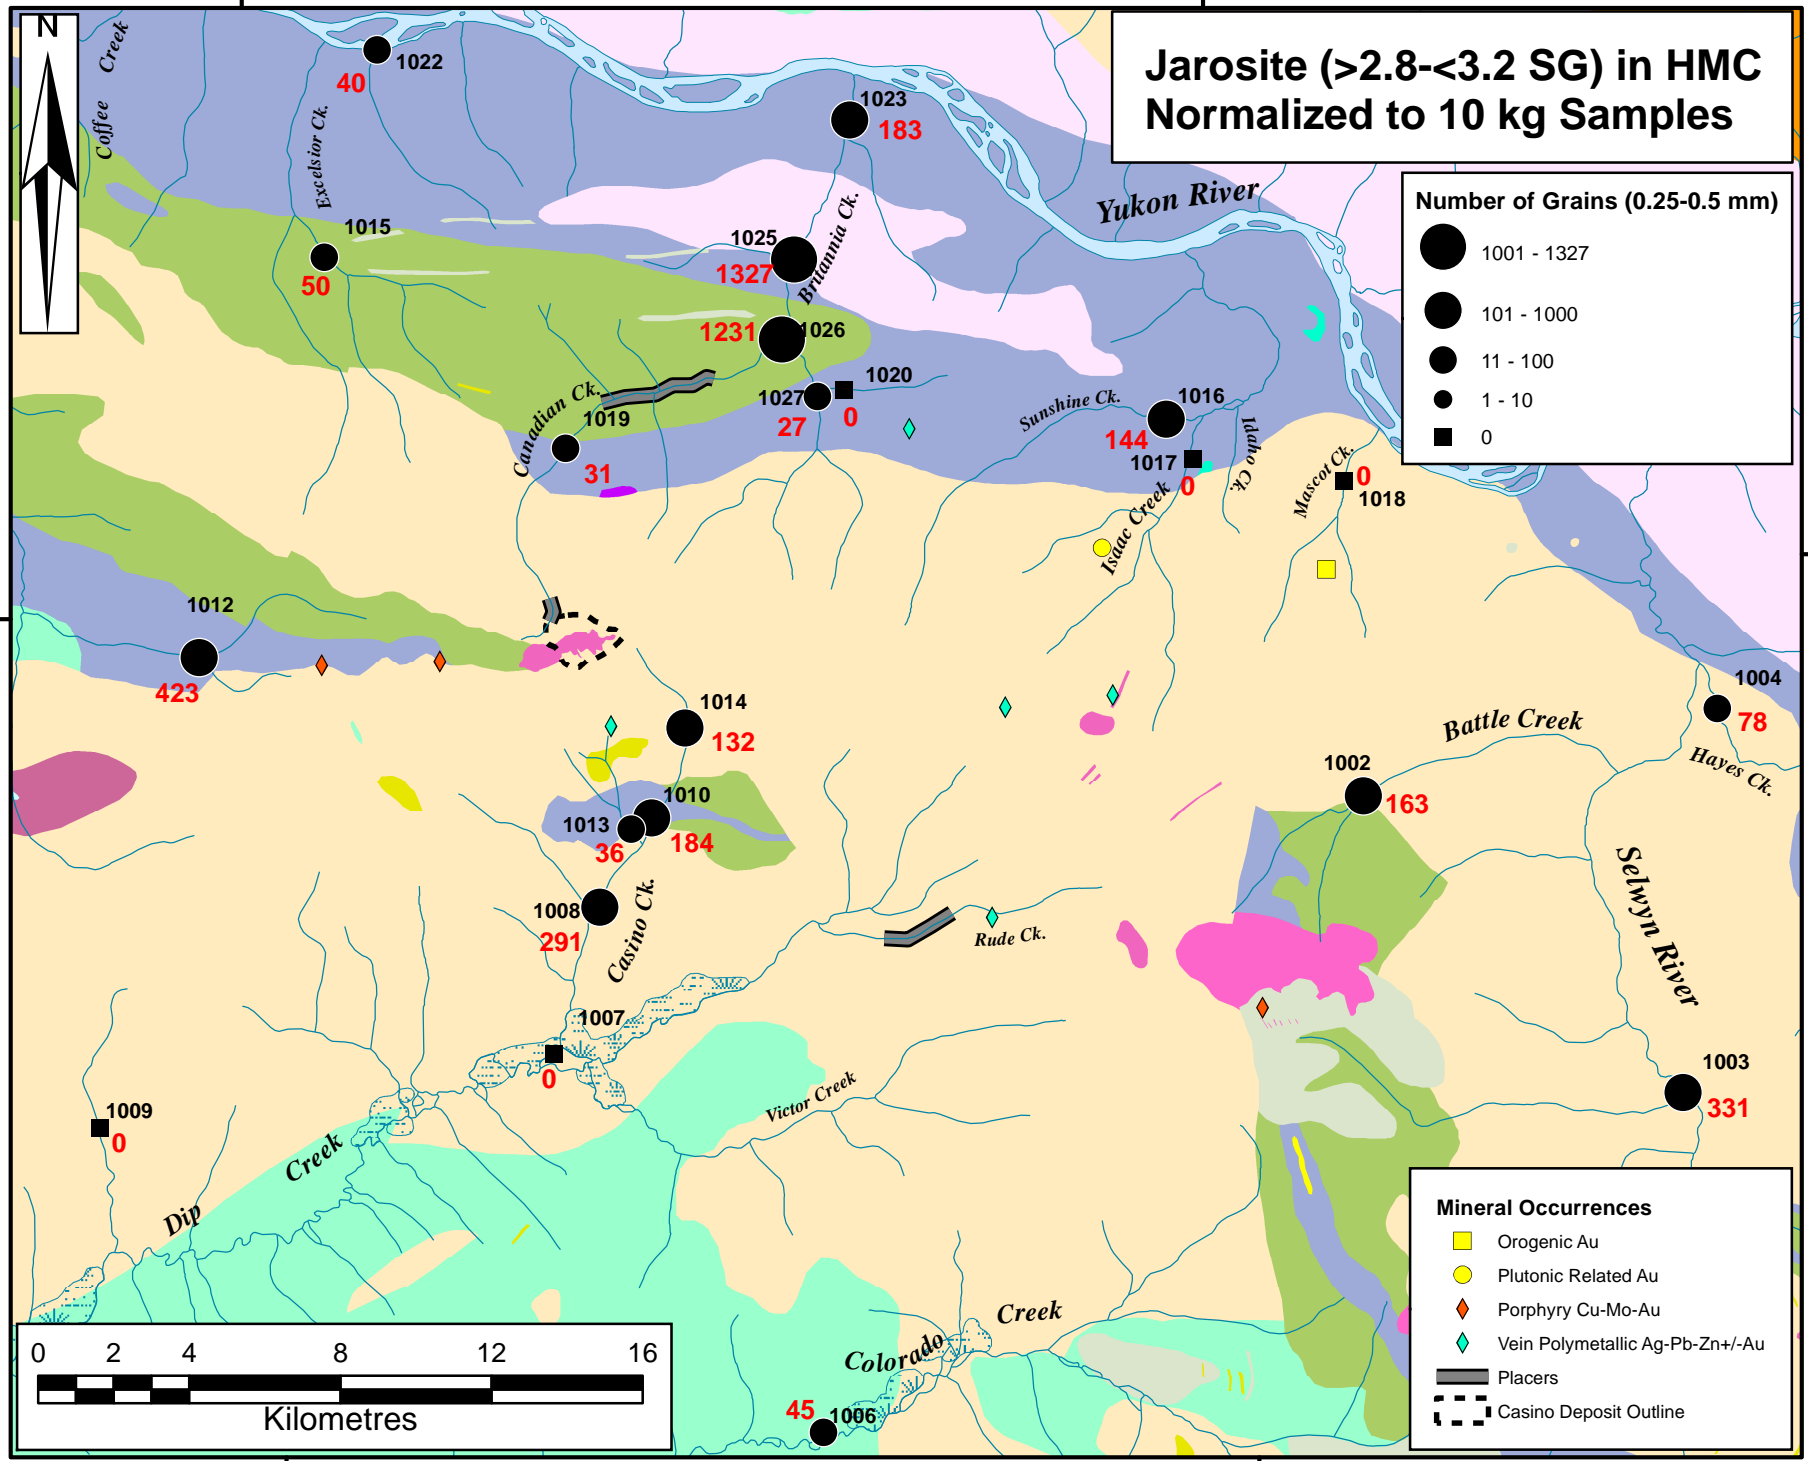 N
Coffee Creek
1022
40
Excelsior Ck.
Jarosite (>2.8-<3.2 SG) in HMC
Normalized to 10 kg Samples
1023
183
Yukon River
Number of Grains (0.25-0.5 mm)
1001 - 1327
101 - 1000
11 - 100
1 - 10
0
1015
50
1025
1327
Britannia Ck.
1231
1026
1020
1027
0
27
Canadian Ck.
1019
31
Sunshine Ck.
1016
144
1017
0
Idaho Ck.
Isaac Creek
Mascot Ck.
0
1018
1012
423
1014
132
1004
78
Battle Creek
Hayes Ck.
1002
163
1010
1013
184
36
1008
291
Casino Ck.
Rude Ck.
Selwyn River
1007
0
1003
331
1009
0
Victor Creek
Dip Creek
Colorado Creek
45
1006
Mineral Occurrences
Orogenic Au
Plutonic Related Au
Porphyry Cu-Mo-Au
Vein Polymetallic Ag-Pb-Zn+/-Au
Placers
Casino Deposit Outline
0 2 4 8 12 16
Kilometres